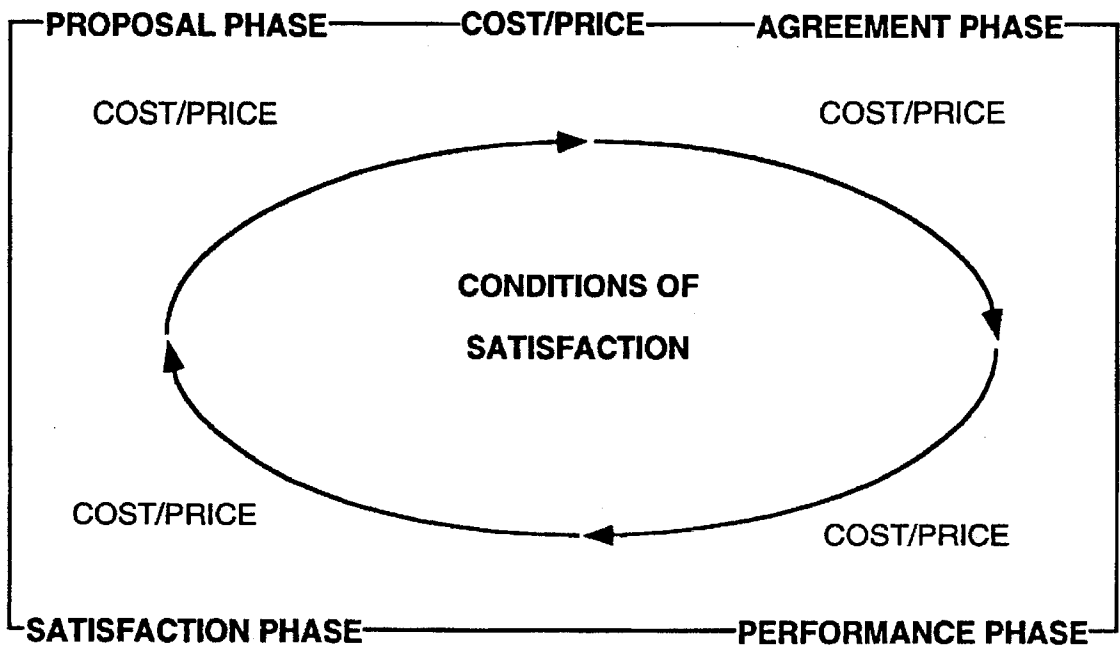 PROPOSAL PHASE COST/PRICE AGREEMENT PHASE
COST/PRICE COST/PRICE
CONDITIONS OF
SATISFACTION
COST/PRICE COST/PRICE
SATISFACTION PHASE PERFORMANCE PHASE